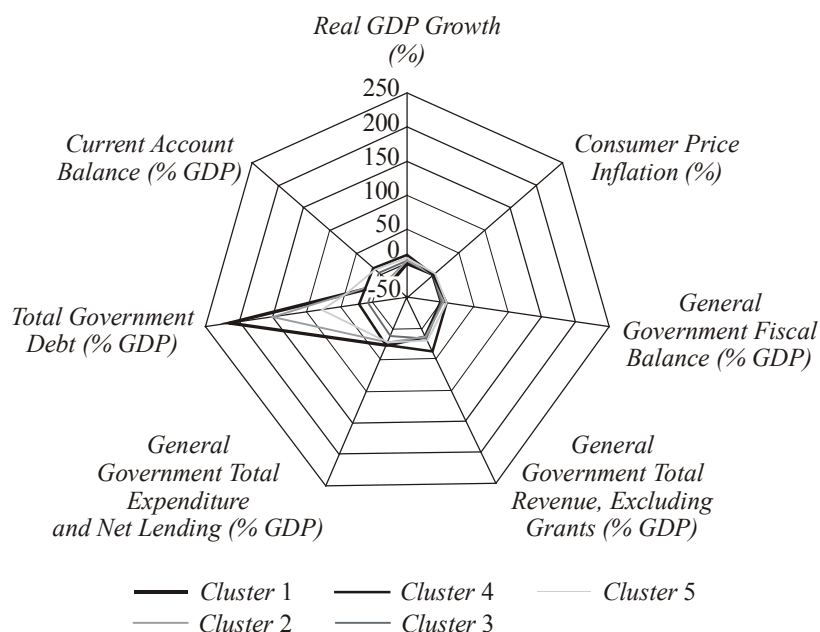 Real GDP Growth
(%)
250
200
150
100
50
0
-50
Consumer Price
Inflation (%)
General
Government Fiscal
Balance (% GDP)
General
Government Total
Revenue, Excluding
Grants (% GDP)
General
Government Total
Expenditure
and Net Lending (% GDP)
Total Government
Debt (% GDP)
Current Account
Balance (% GDP)
Cluster 1
Cluster 4
Cluster 5
Cluster 2
Cluster 3